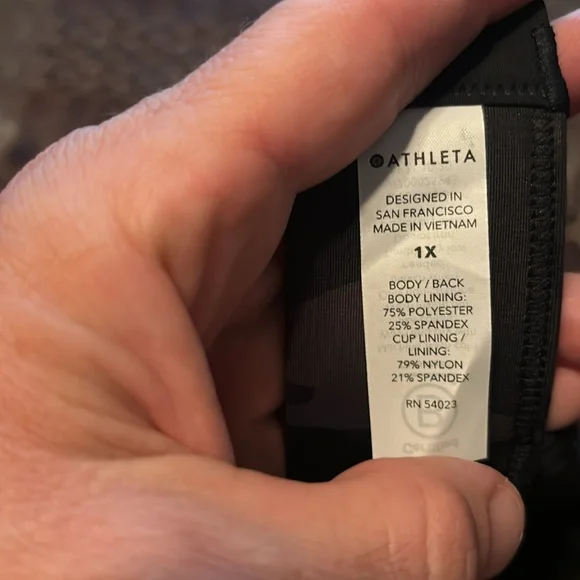 ATHLETA
DESIGNED IN
SAN FRANCISCO
MADE IN VIETNAM
1X
BODY / BACK
BODY LINING:
75% POLYESTER
25% SPANDEX
CUP LINING /
LINING:
79% NYLON
21% SPANDEX
RN 54023
B
Certified